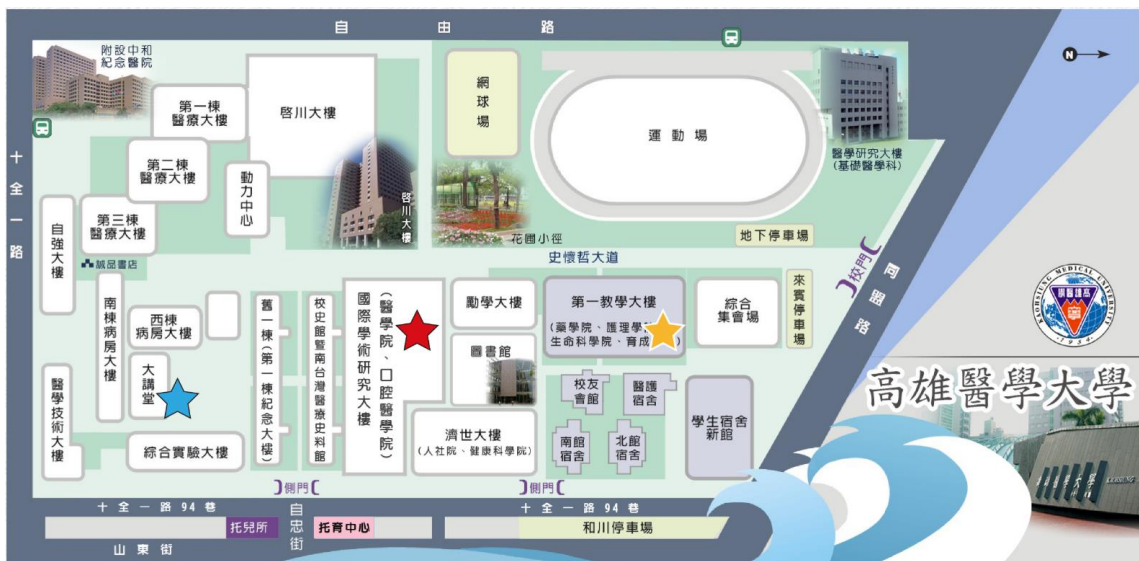 自由路
附設中和
紀念醫院
第一棟
醫療大樓
啓川大樓
網球場
運動場
醫學研究大樓
(基礎醫學科)
N
十全一路
第二棟
醫療大樓
動力中心
啓川大樓
第三棟
醫療大樓
自強大樓
誠品書店
花圃小徑
地下停車場
史懷哲大道
校門
同盟路
南棟病房大樓
西棟
病房大樓
舊一棟(第一棟紀念大樓)
校史館暨南台灣醫療史料館
國際學術研究大樓
(醫學院、口腔醫學院)
勵學大樓
第一教學大樓
(藥學院、護理學
生命科學院、育成
綜合
集會場
來賓停車場
KAOHSIUNG MEDICAL UNIVERSITY
1954
高雄醫學大學
圖書館
大講堂
醫學技術大樓
綜合實驗大樓
濟世大樓
(人社院、健康科學院)
校友
會館
醫護
宿舍
南館
宿舍
北館
宿舍
學生宿舍
新館
側門
側門
十全一路94巷
十全一路94巷
托兒所
自忠街
托育中心
和川停車場
山東街